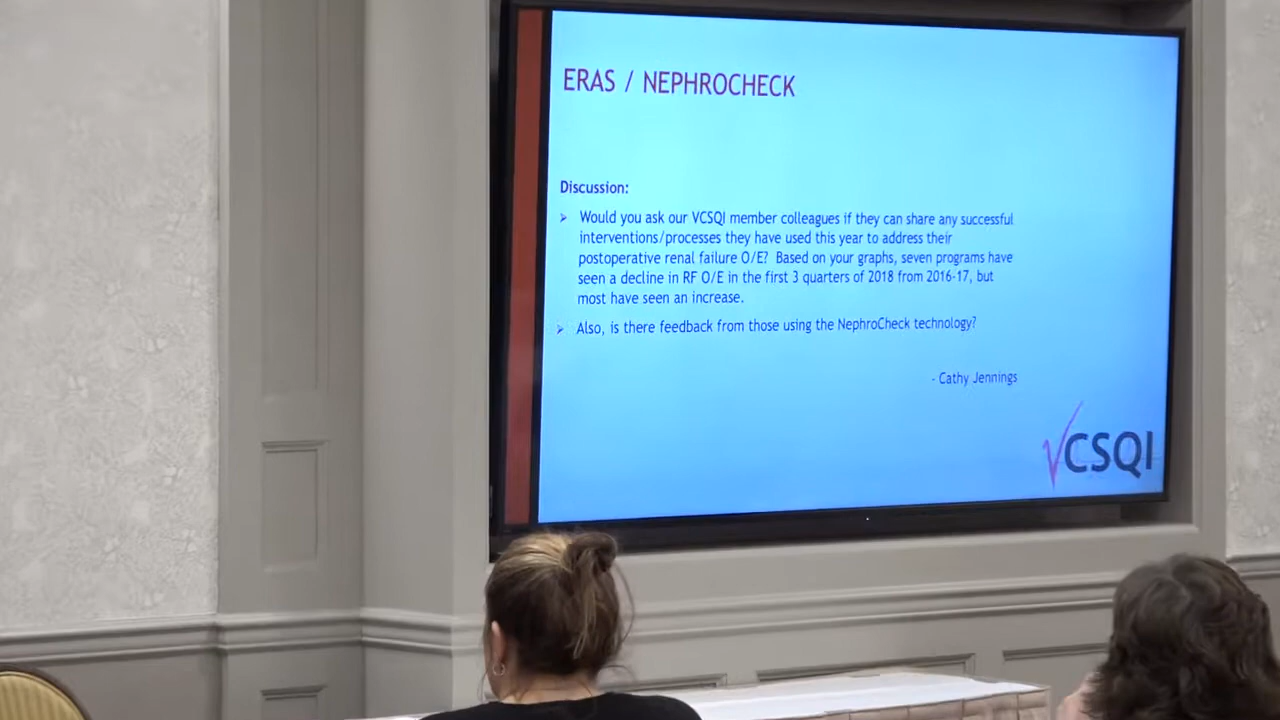 ERAS / NEPHROCHECK
Discussion:
➢ Would you ask our VCSQI member colleagues if they can share any successful
interventions/processes they have used this year to address their
postoperative renal failure O/E? Based on your graphs, seven programs have
seen a decline in RF O/E in the first 3 quarters of 2018 from 2016-17, but
most have seen an increase.
➢ Also, is there feedback from those using the NephroCheck technology?
- Cathy Jennings
VCSQI